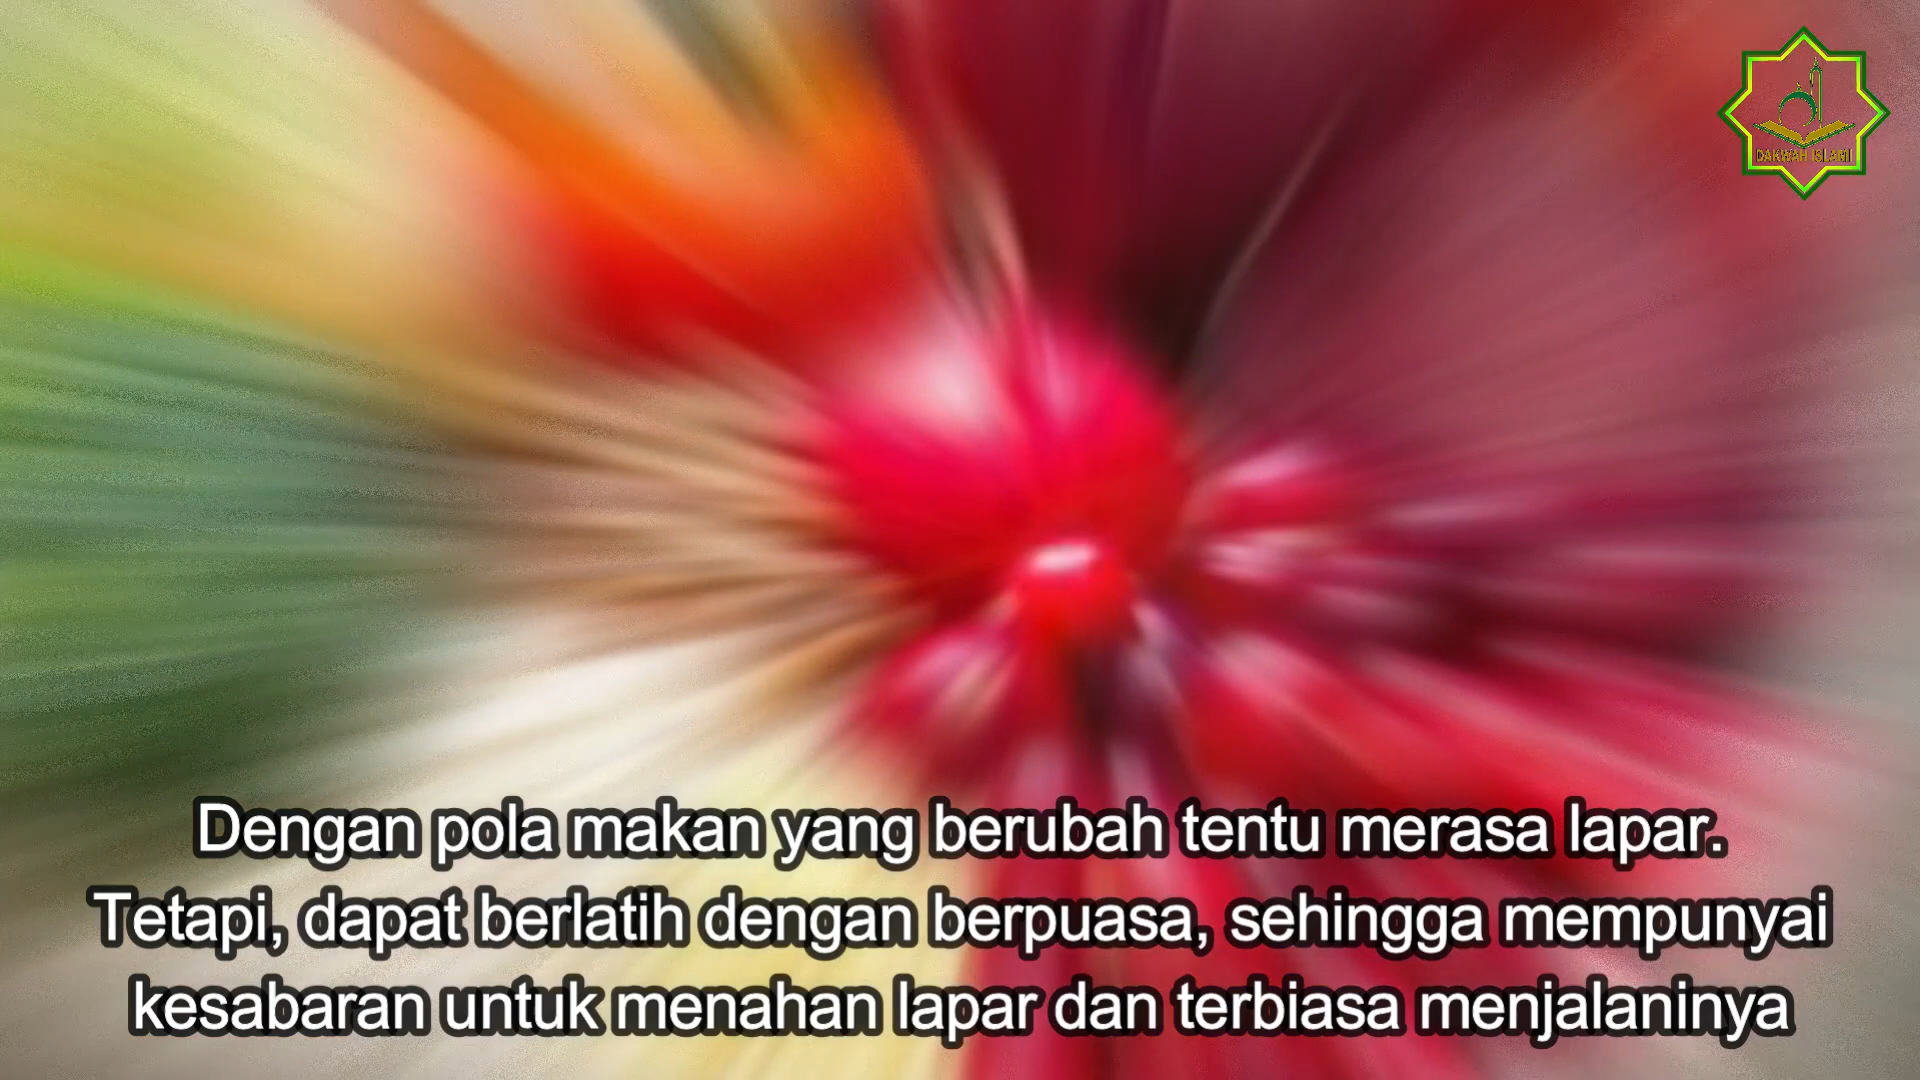 DAKWAH ISLAMI
Dengan pola makan yang berubah tentu merasa lapar.
Tetapi, dapat berlatih dengan berpuasa, sehingga mempunyai
kesabaran untuk menahan lapar dan terbiasa menjalaninya